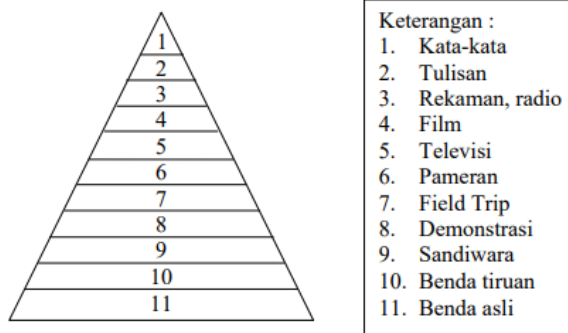 1
2
3
4
5
6
7
8
9
10
11
Keterangan :
1. Kata-kata
2. Tulisan
3. Rekaman, radio
4. Film
5. Televisi
6. Pameran
7. Field Trip
8. Demonstrasi
9. Sandiwara
10. Benda tiruan
11. Benda asli